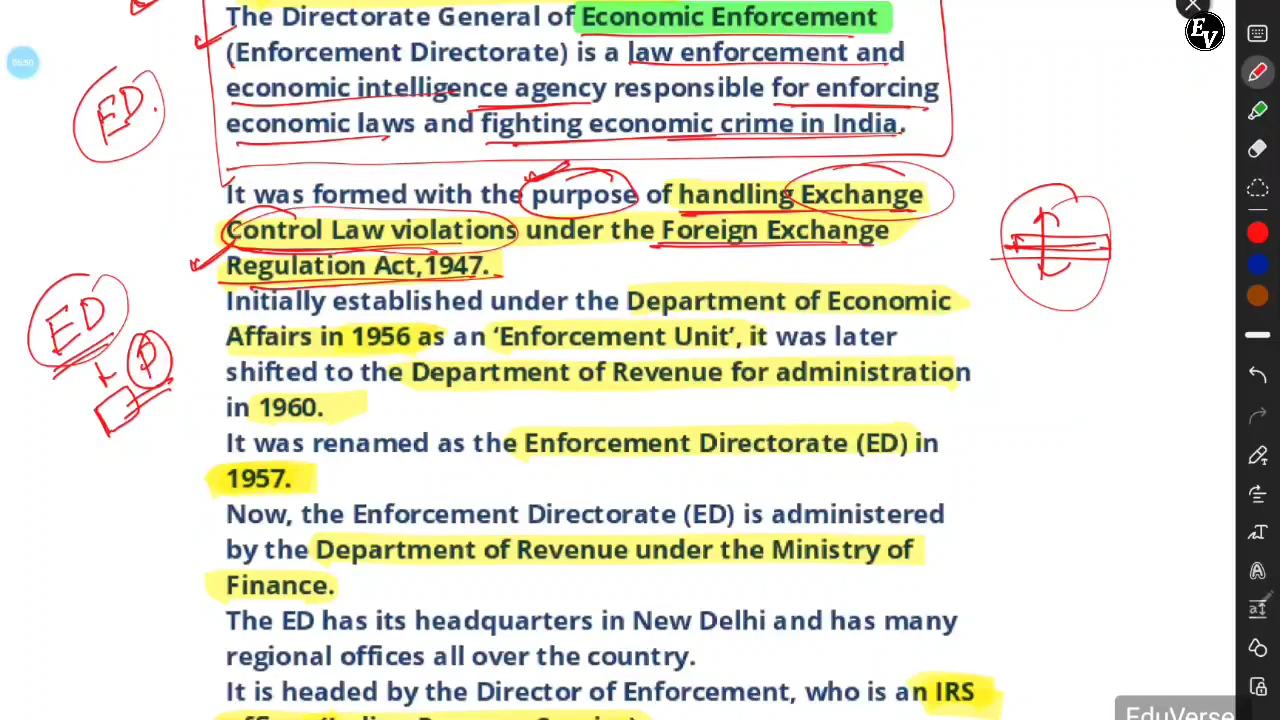 The Directorate General of Economic Enforcement
(Enforcement Directorate) is a law enforcement and
economic intelligence agency responsible for enforcing
economic laws and fighting economic crime in India.
It was formed with the purpose of handling Exchange
Control Law violations under the Foreign Exchange
Regulation Act,1947.
Initially established under the Department of Economic
Affairs in 1956 as an ‘Enforcement Unit’, it was later
shifted to the Department of Revenue for administration
in 1960.
It was renamed as the Enforcement Directorate (ED) in
1957.
Now, the Enforcement Directorate (ED) is administered
by the Department of Revenue under the Ministry of
Finance.
The ED has its headquarters in New Delhi and has many
regional offices all over the country.
It is headed by the Director of Enforcement, who is an IRS
ED.
ED
P
EV
EduVerse